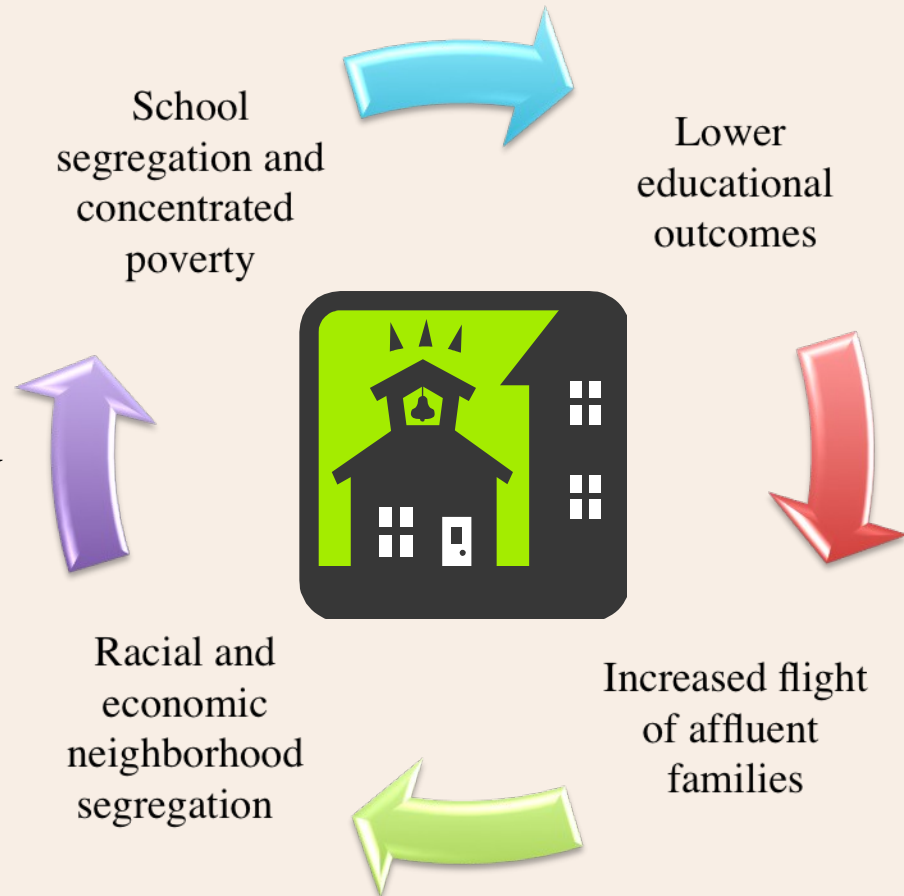 School
segregation and
concentrated
poverty
Lower
educational
outcomes
Increased flight
of affluent
families
Racial and
economic
neighborhood
segregation